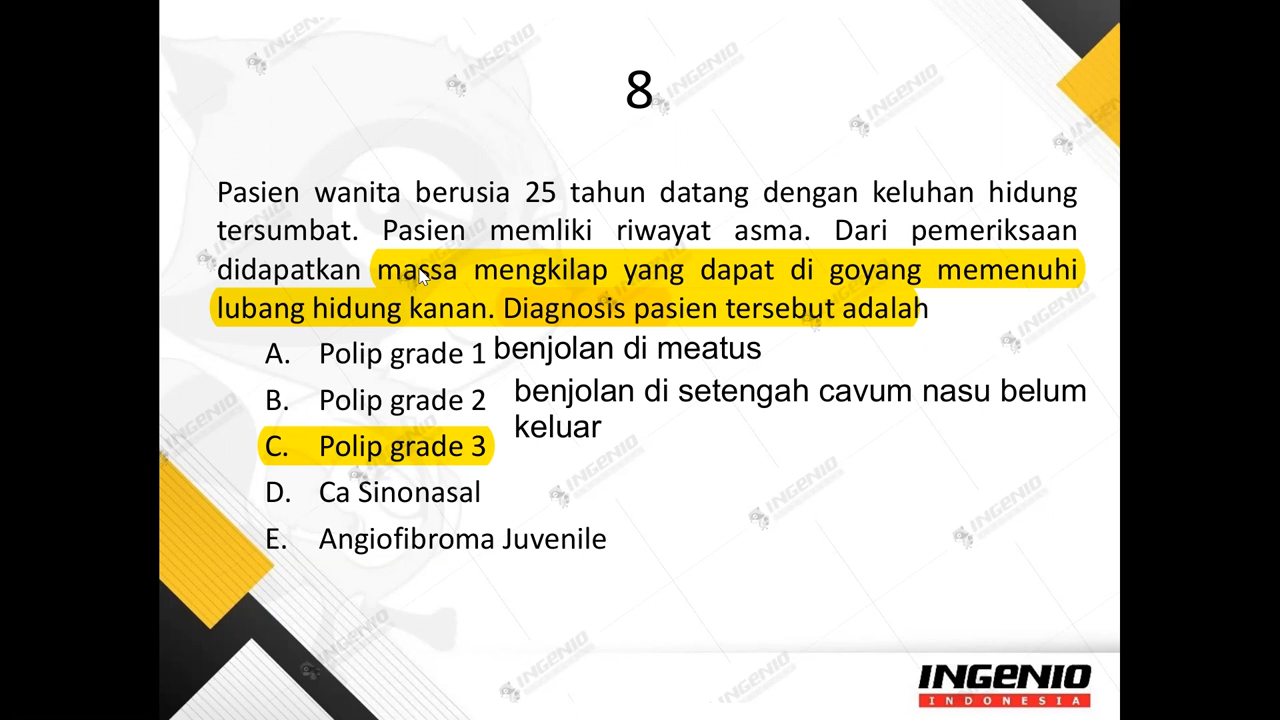 8
Pasien wanita berusia 25 tahun datang dengan keluhan hidung
tersumbat. Pasien memliki riwayat asma. Dari pemeriksaan
didapatkan massa mengkilap yang dapat di goyang memenuhi
lubang hidung kanan. Diagnosis pasien tersebut adalah
A. Polip grade 1 benjolan di meatus
B. Polip grade 2 benjolan di setengah cavum nasu belum
keluar
C. Polip grade 3
D. Ca Sinonasal
E. Angiofibroma Juvenile
INGENIO
INDONESIA